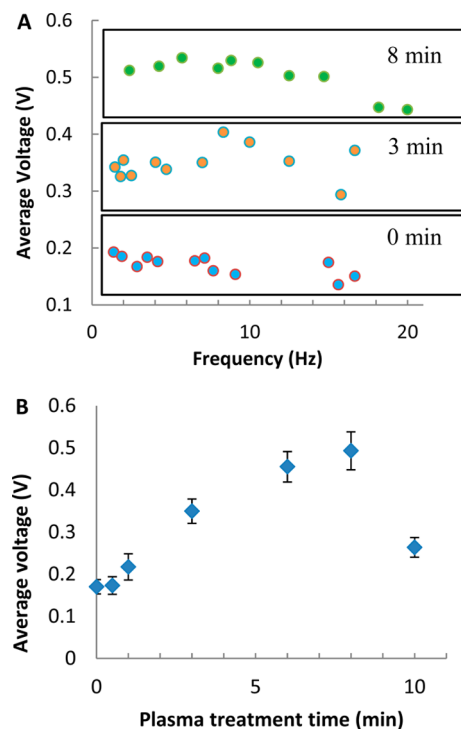 A
0.6
0.5
0.4
0.3
0.2
0.1
Average Voltage (V)
8 min
3 min
0 min
0 10 20
Frequency (Hz)
B
0.6
0.5
0.4
0.3
0.2
0.1
0
Average voltage (V)
0 5 10
Plasma treatment time (min)